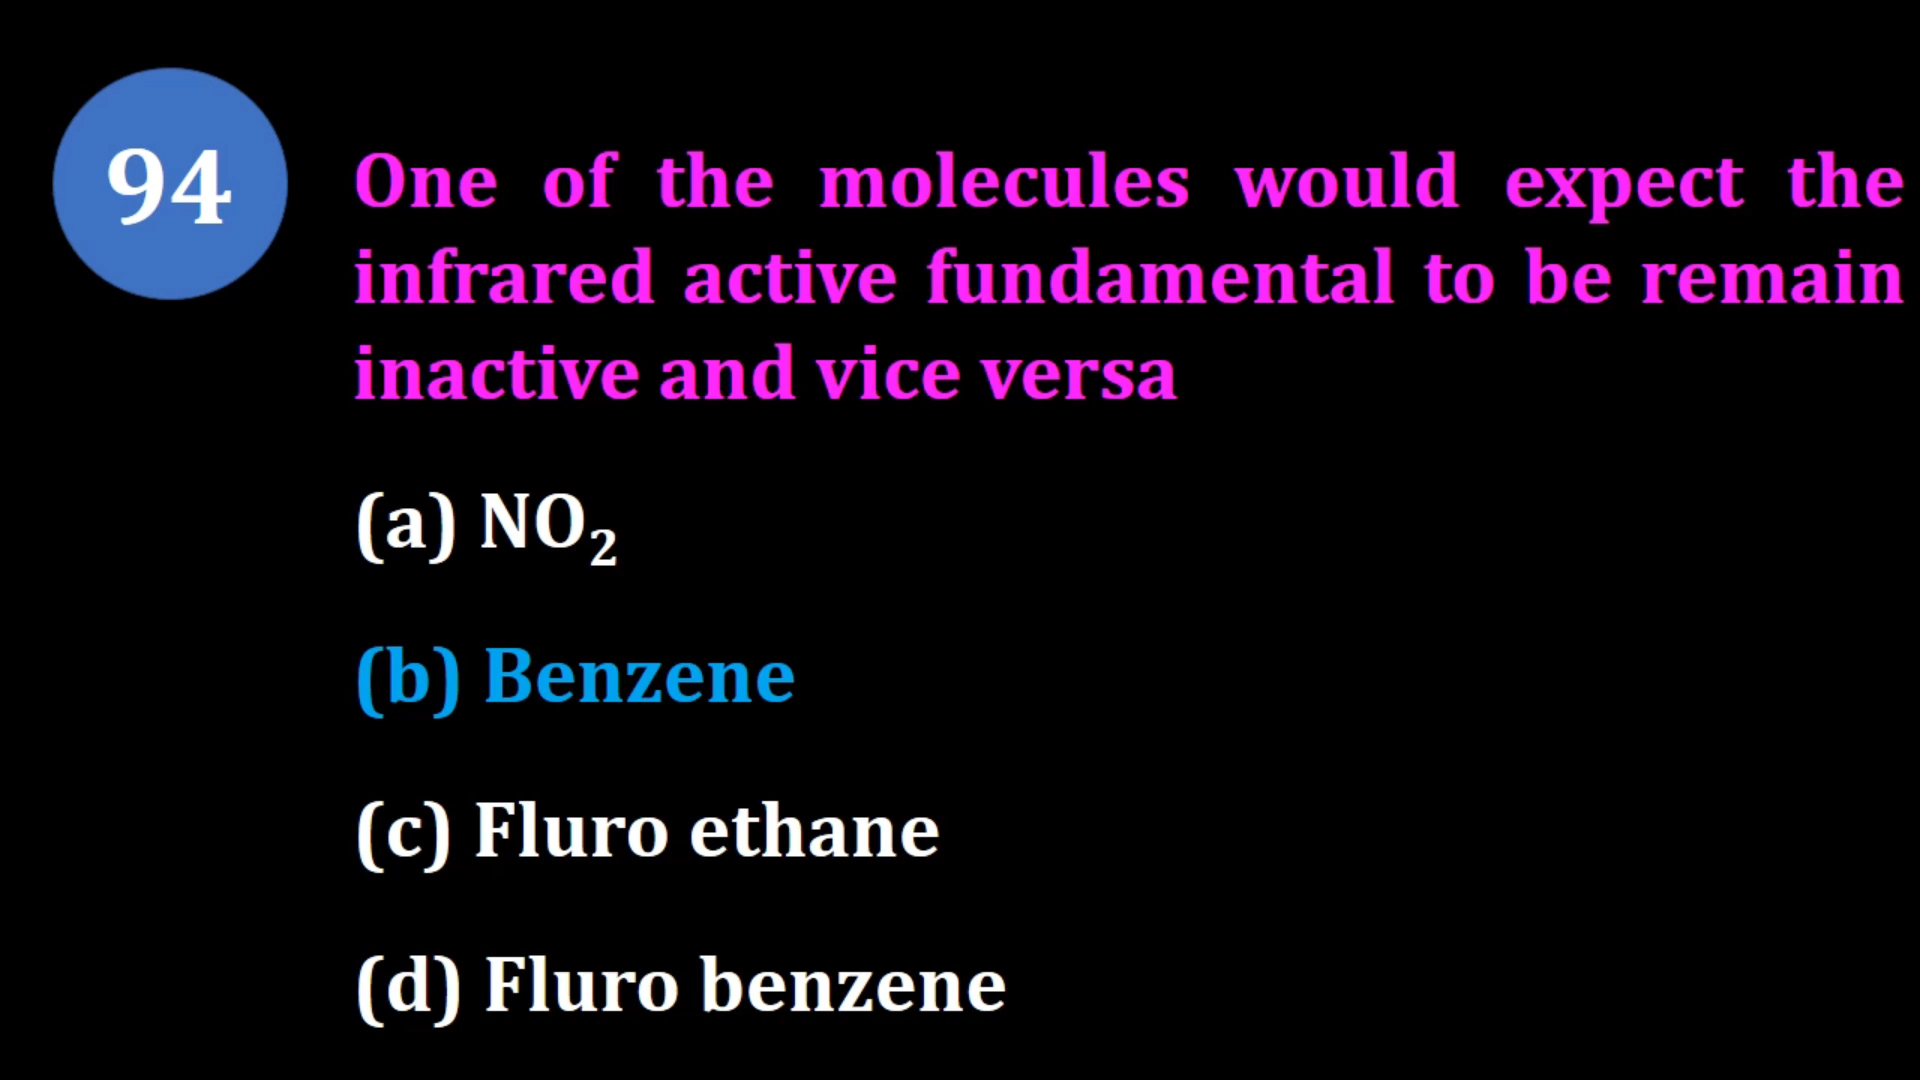 94
One of the molecules would expect the
infrared active fundamental to be remain
inactive and vice versa
(a) NO₂
(b) Benzene
(c) Fluro ethane
(d) Fluro benzene